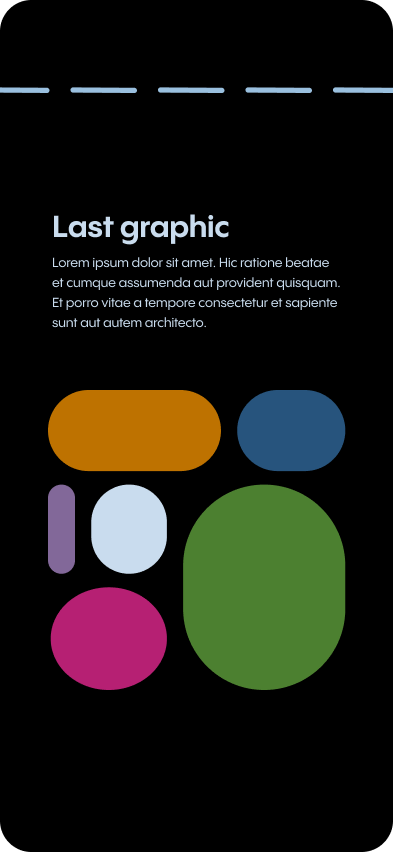 Last graphic
Lorem ipsum dolor sit amet. Hic ratione beatae
et cumque assumenda aut provident quisquam.
Et porro vitae a tempore consectetur et sapiente
sunt aut autem architecto.